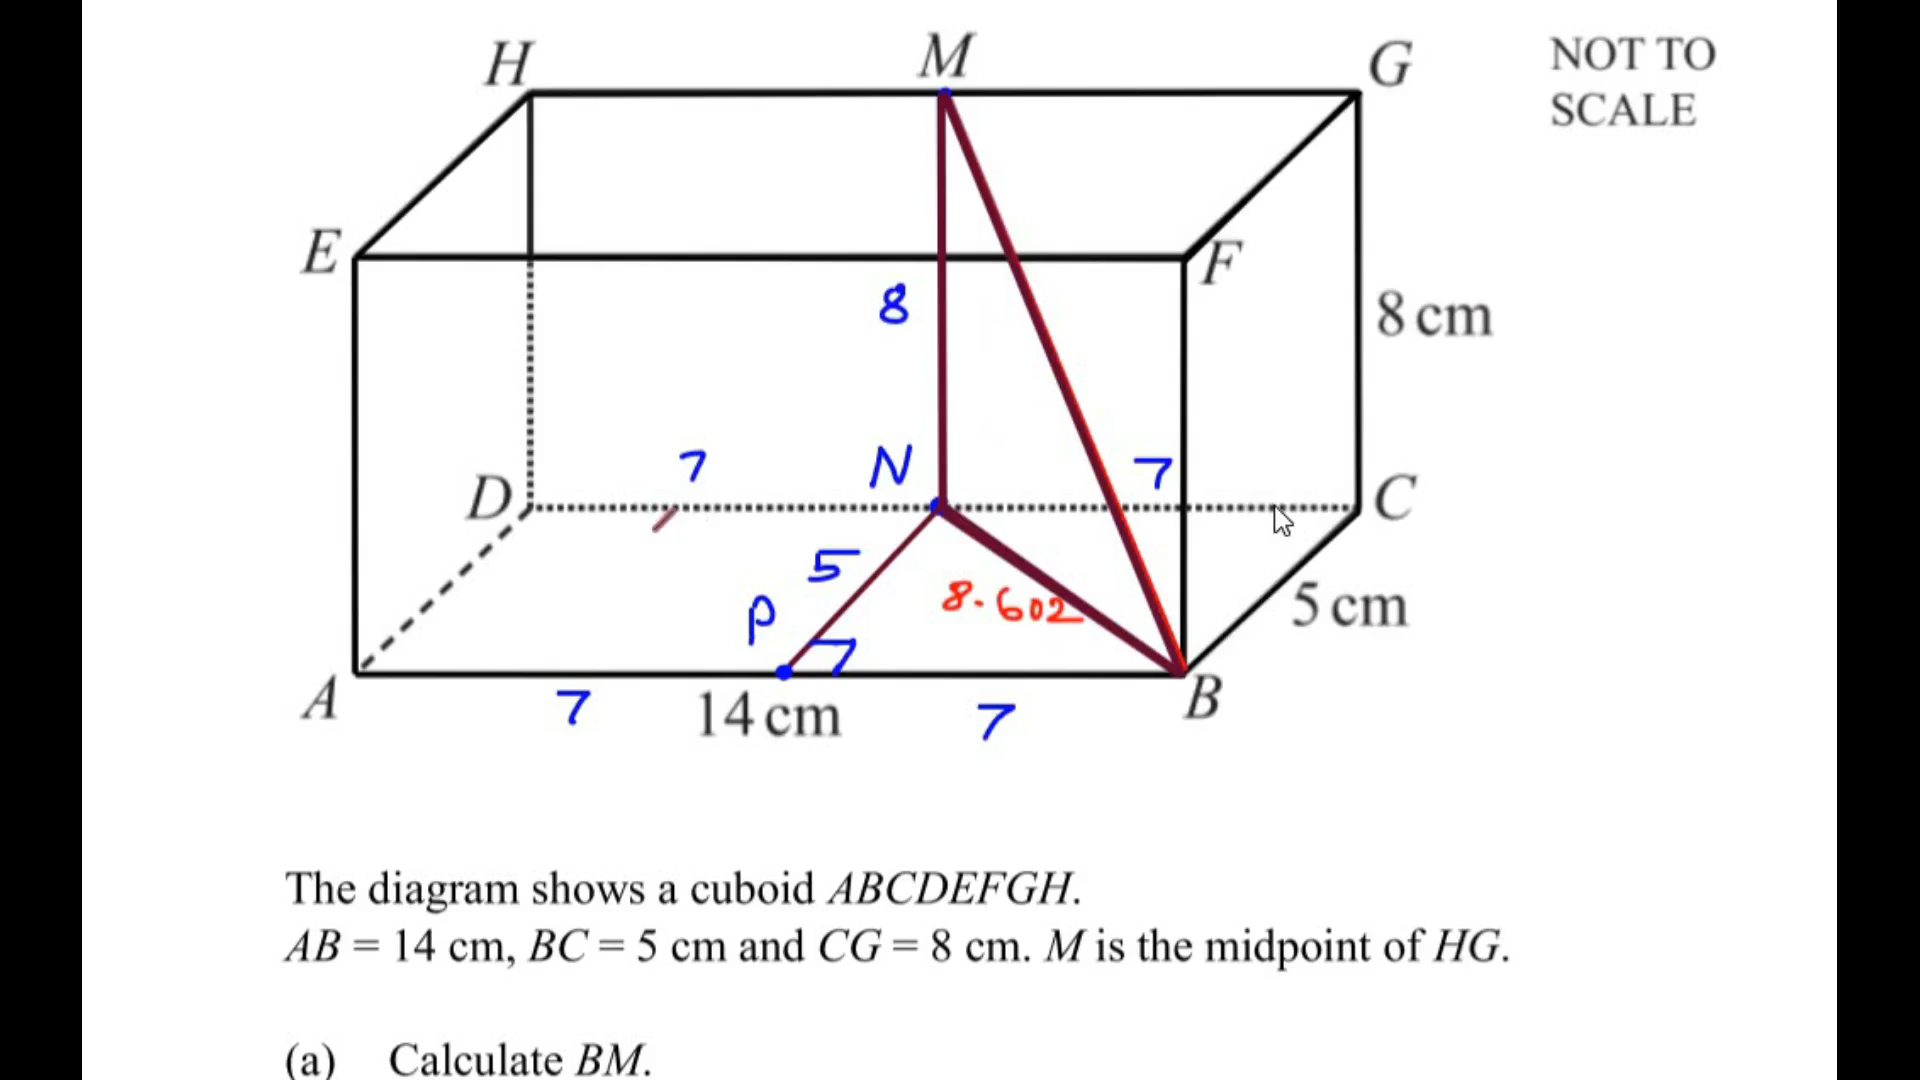 H
M
G
NOT TO
SCALE
E
F
8
8 cm
7
N
7
D
C
5
P
8.602
5 cm
7
A
7
14 cm
7
B
The diagram shows a cuboid ABCDEFGH.
AB = 14 cm, BC = 5 cm and CG = 8 cm. M is the midpoint of HG.
(a) Calculate BM.